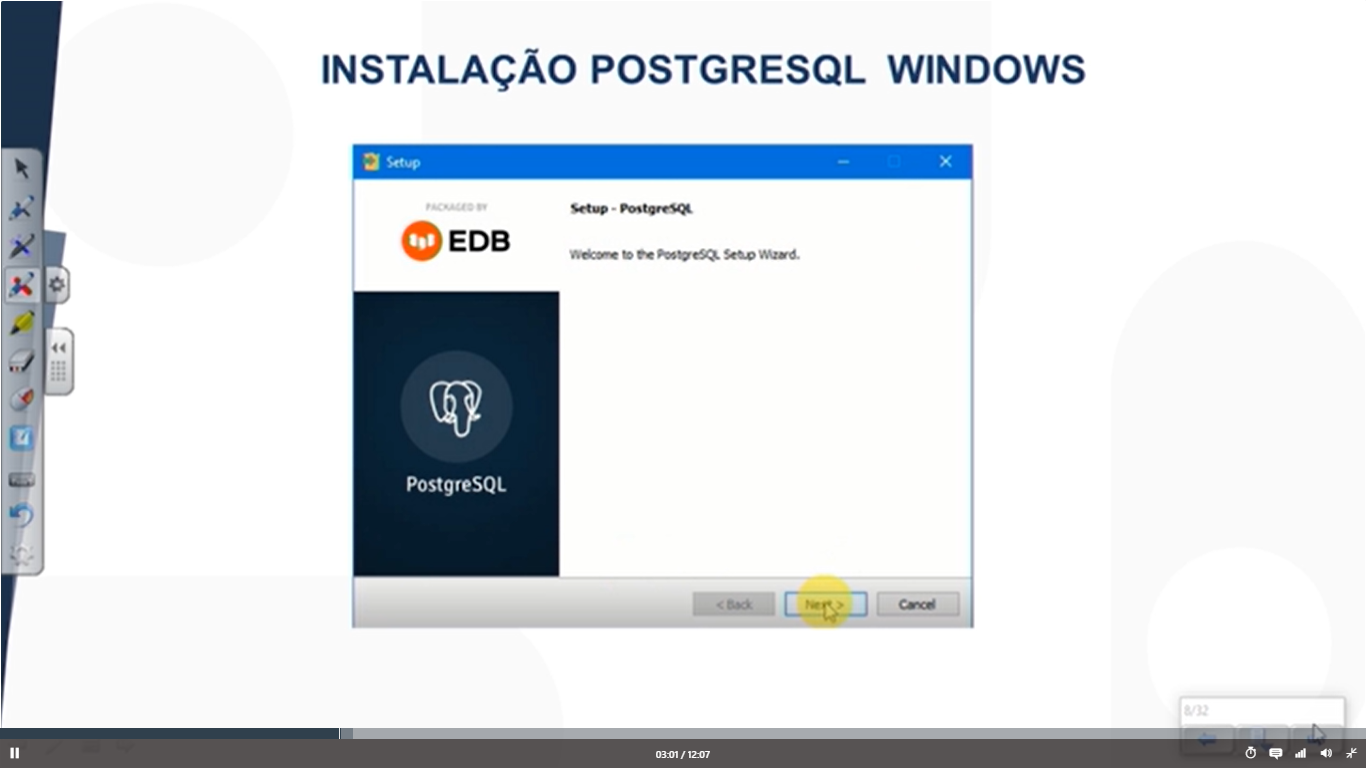 INSTALAÇÃO POSTGRESQL WINDOWS
Setup
PACKAGED BY
EDB
Setup - PostgreSQL
Welcome to the PostgreSQL Setup Wizard.
PostgreSQL
< Back
Next >
Cancel
8/32
03:01 / 12:07